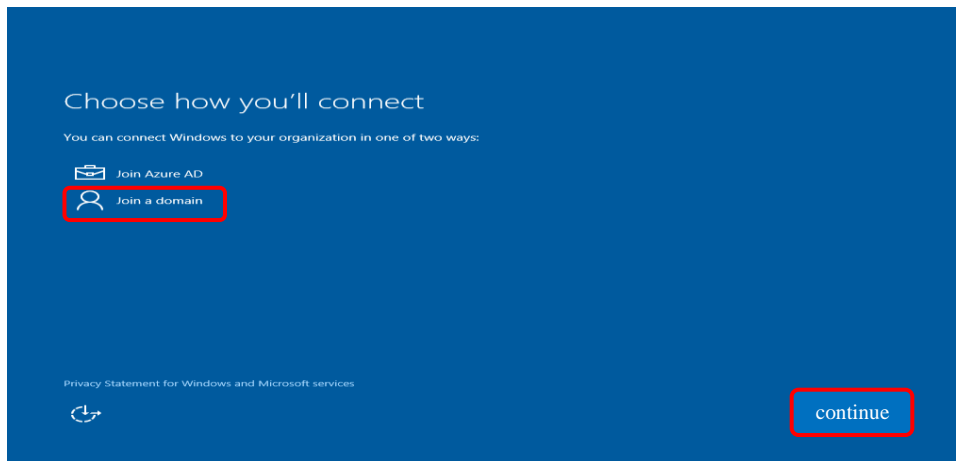 Choose how you'll connect
You can connect Windows to your organization in one of two ways:
Join Azure AD
Join a domain
Privacy Statement for Windows and Microsoft services
continue